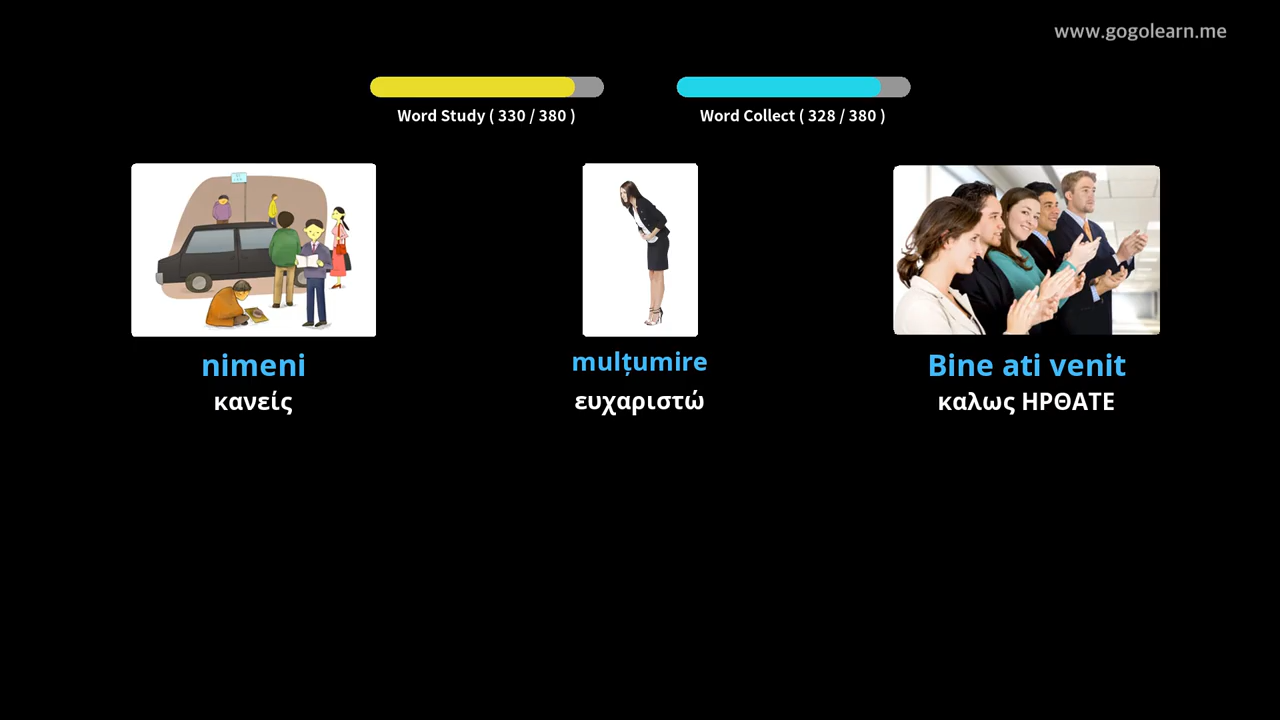 www.gogolearn.me
Word Study ( 330 / 380 )
Word Collect ( 328 / 380 )
nimeni
κανείς
mulțumire
ευχαριστώ
Bine ati venit
καλως ΗΡΘΑΤΕ